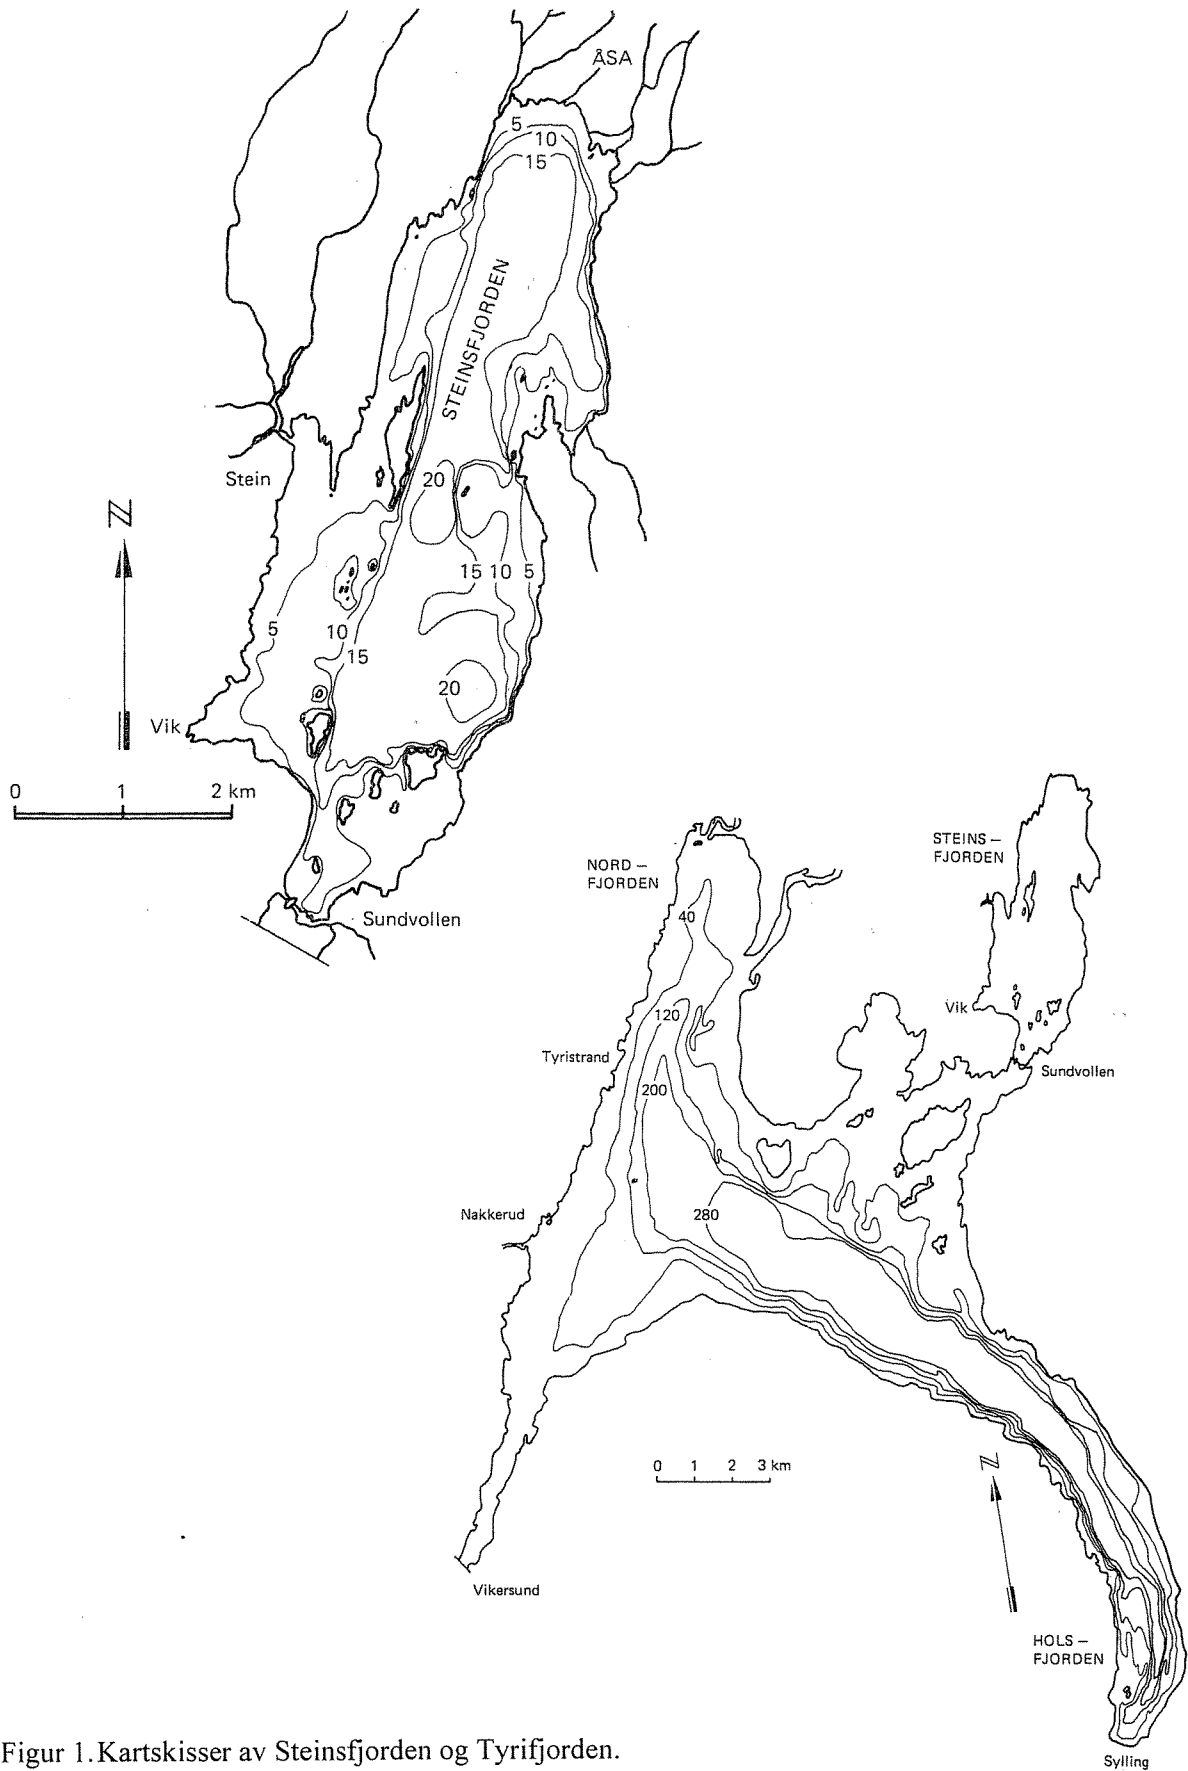 ÅSA
5
10
15
STEINSFJORDEN
Stein
20
N
15 10 5
5
10
15
20
Vik
0 1 2 km
Sundvollen
NORD –
FJORDEN
STEINS –
FJORDEN
40
Vik
120
Tyristrand
Sundvollen
200
Nakkerud
280
0 1 2 3 km
N
Vikersund
HOLS –
FJORDEN
Sylling
Figur 1. Kartskisser av Steinsfjorden og Tyrifjorden.